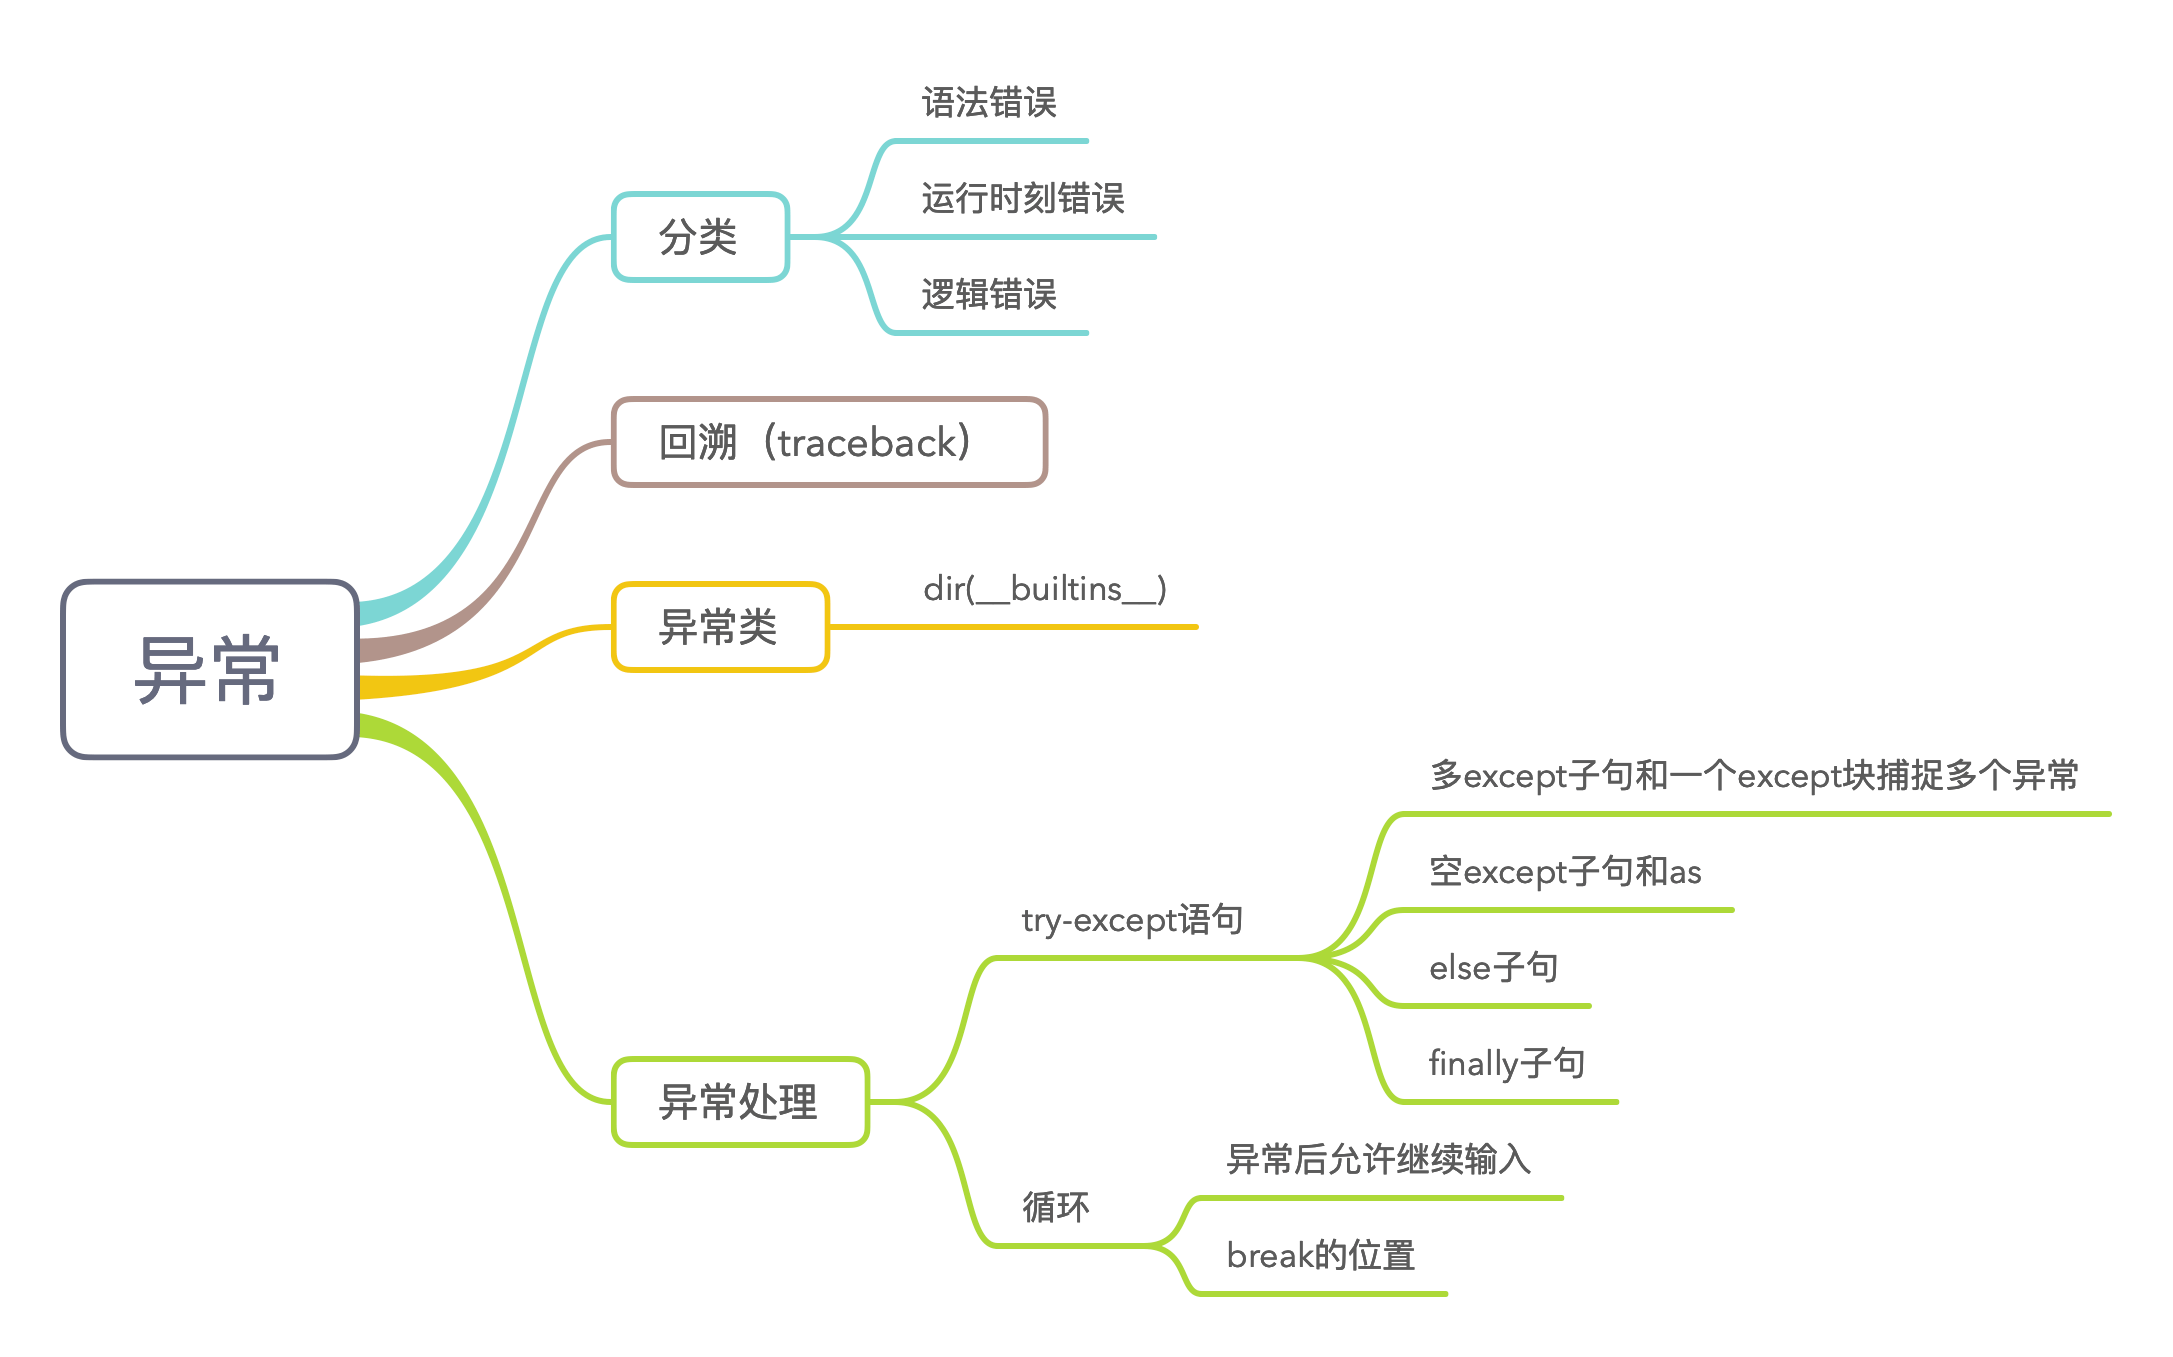 异常
分类
语法错误
运行时刻错误
逻辑错误
回溯（traceback）
异常类
dir(__builtins__)
异常处理
try-except语句
多except子句和一个except块捕捉多个异常
空except子句和as
else子句
finally子句
循环
异常后允许继续输入
break的位置